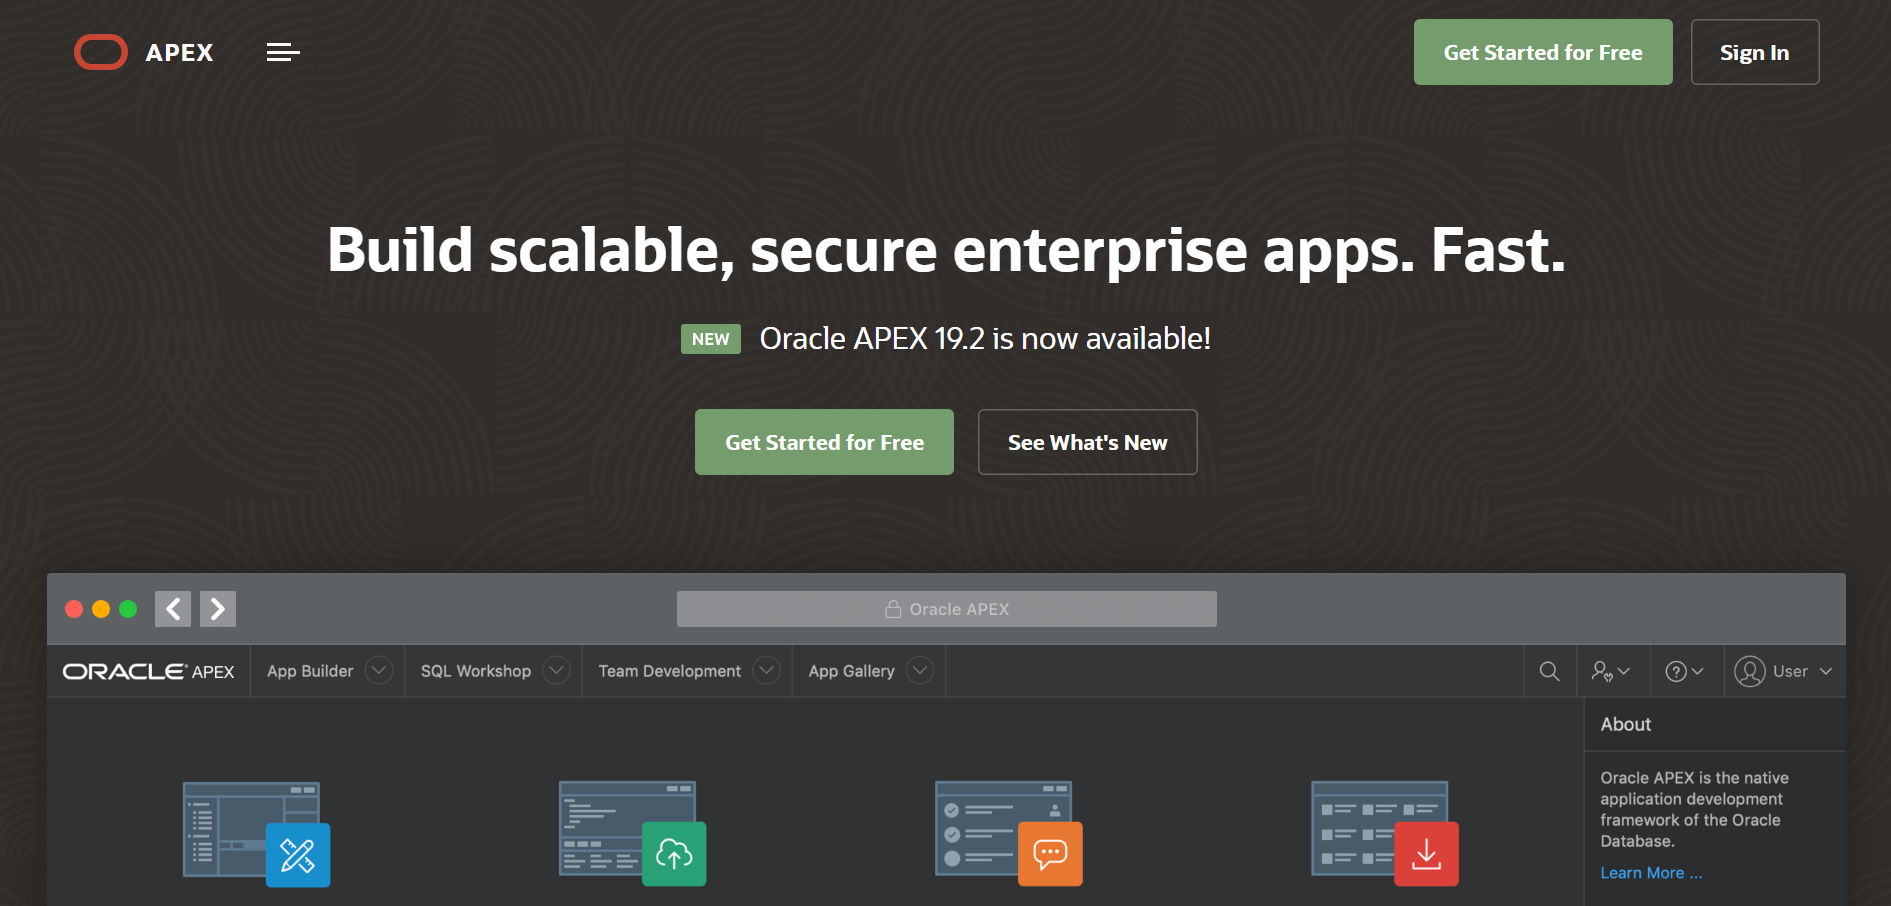 APEX
Get Started for Free
Sign In
Build scalable, secure enterprise apps. Fast.
NEW Oracle APEX 19.2 is now available!
Get Started for Free
See What's New
Oracle APEX
ORACLE APEX
App Builder
SQL Workshop
Team Development
App Gallery
User
About
Oracle APEX is the native
application development
framework of the Oracle
Database.
Learn More ...